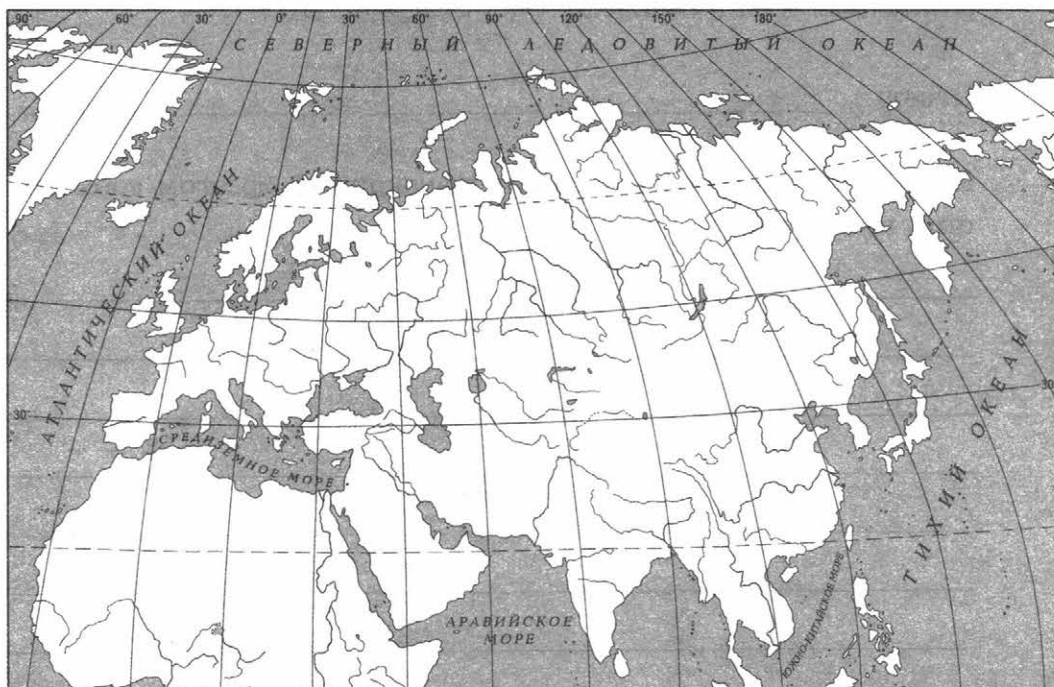 90° 60° 30° 0° 30° 60° 90° 120° 150° 180°
СЕВЕРНЫЙ ЛЕДОВИТЫЙ ОКЕАН
АТЛАНТИЧЕСКИЙ ОКЕАН
30°
30
СРЕДИЗЕМНОЕ МОРЕ
ТИХИЙ ОКЕАН
АРАВИЙСКОЕ
МОРЕ
ЮЖНО-КИТАЙСКОЕ МОРЕ